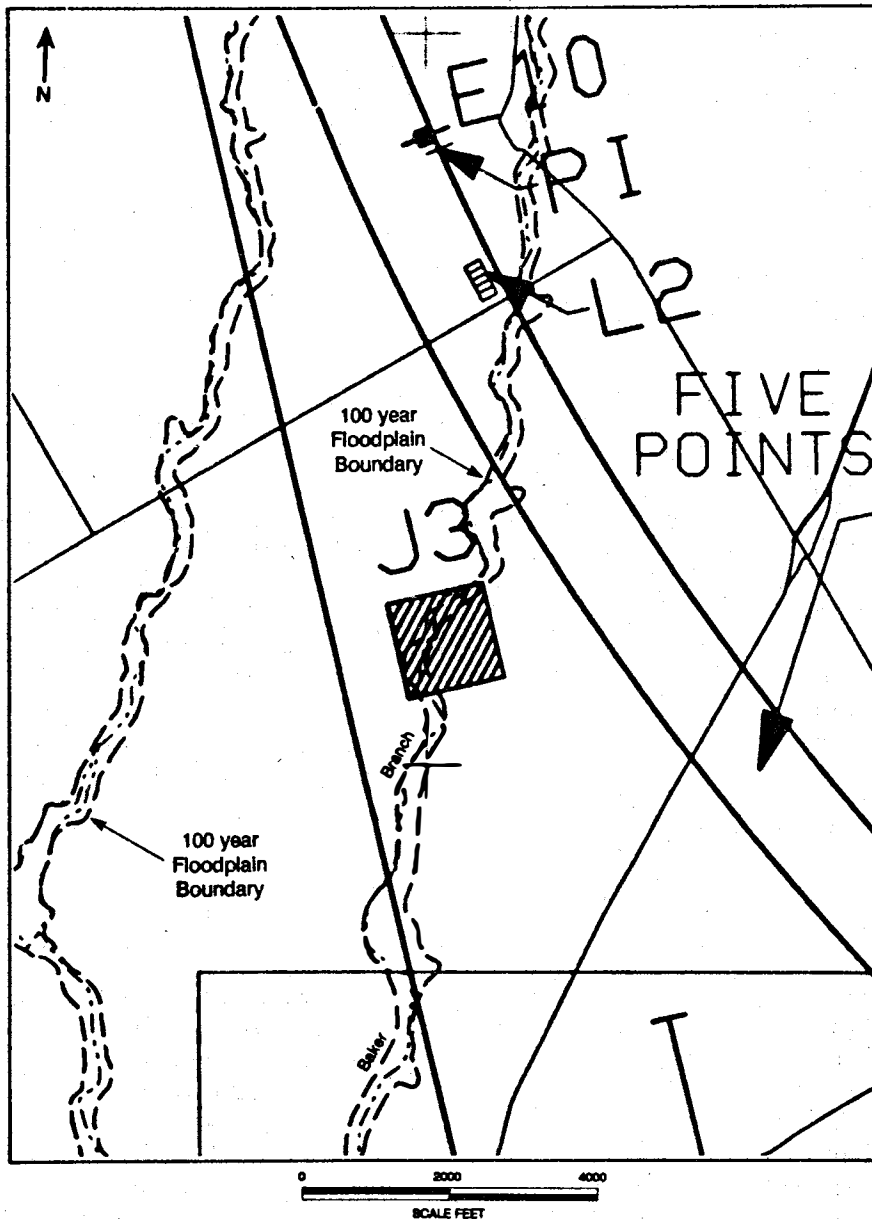 N
E 10
PI
L2
FIVE
POINTS
100 year
Floodplain
Boundary
J3
Branch
100 year
Floodplain
Boundary
Baker
0 2000 4000
SCALE FEET